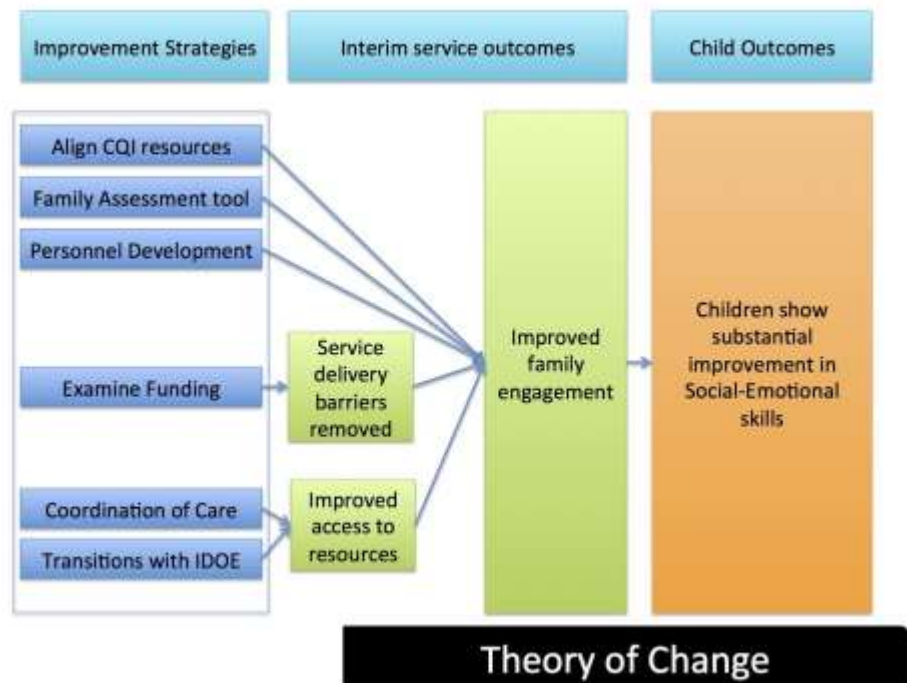 Improvement Strategies
Interim service outcomes
Child Outcomes
Align CQI resources
Family Assessment tool
Personnel Development
Examine Funding
Coordination of Care
Transitions with IDOE
Service
delivery
barriers
removed
Improved
access to
resources
Improved
family
engagement
Children show
substantial
improvement in
Social-Emotional
skills
Theory of Change